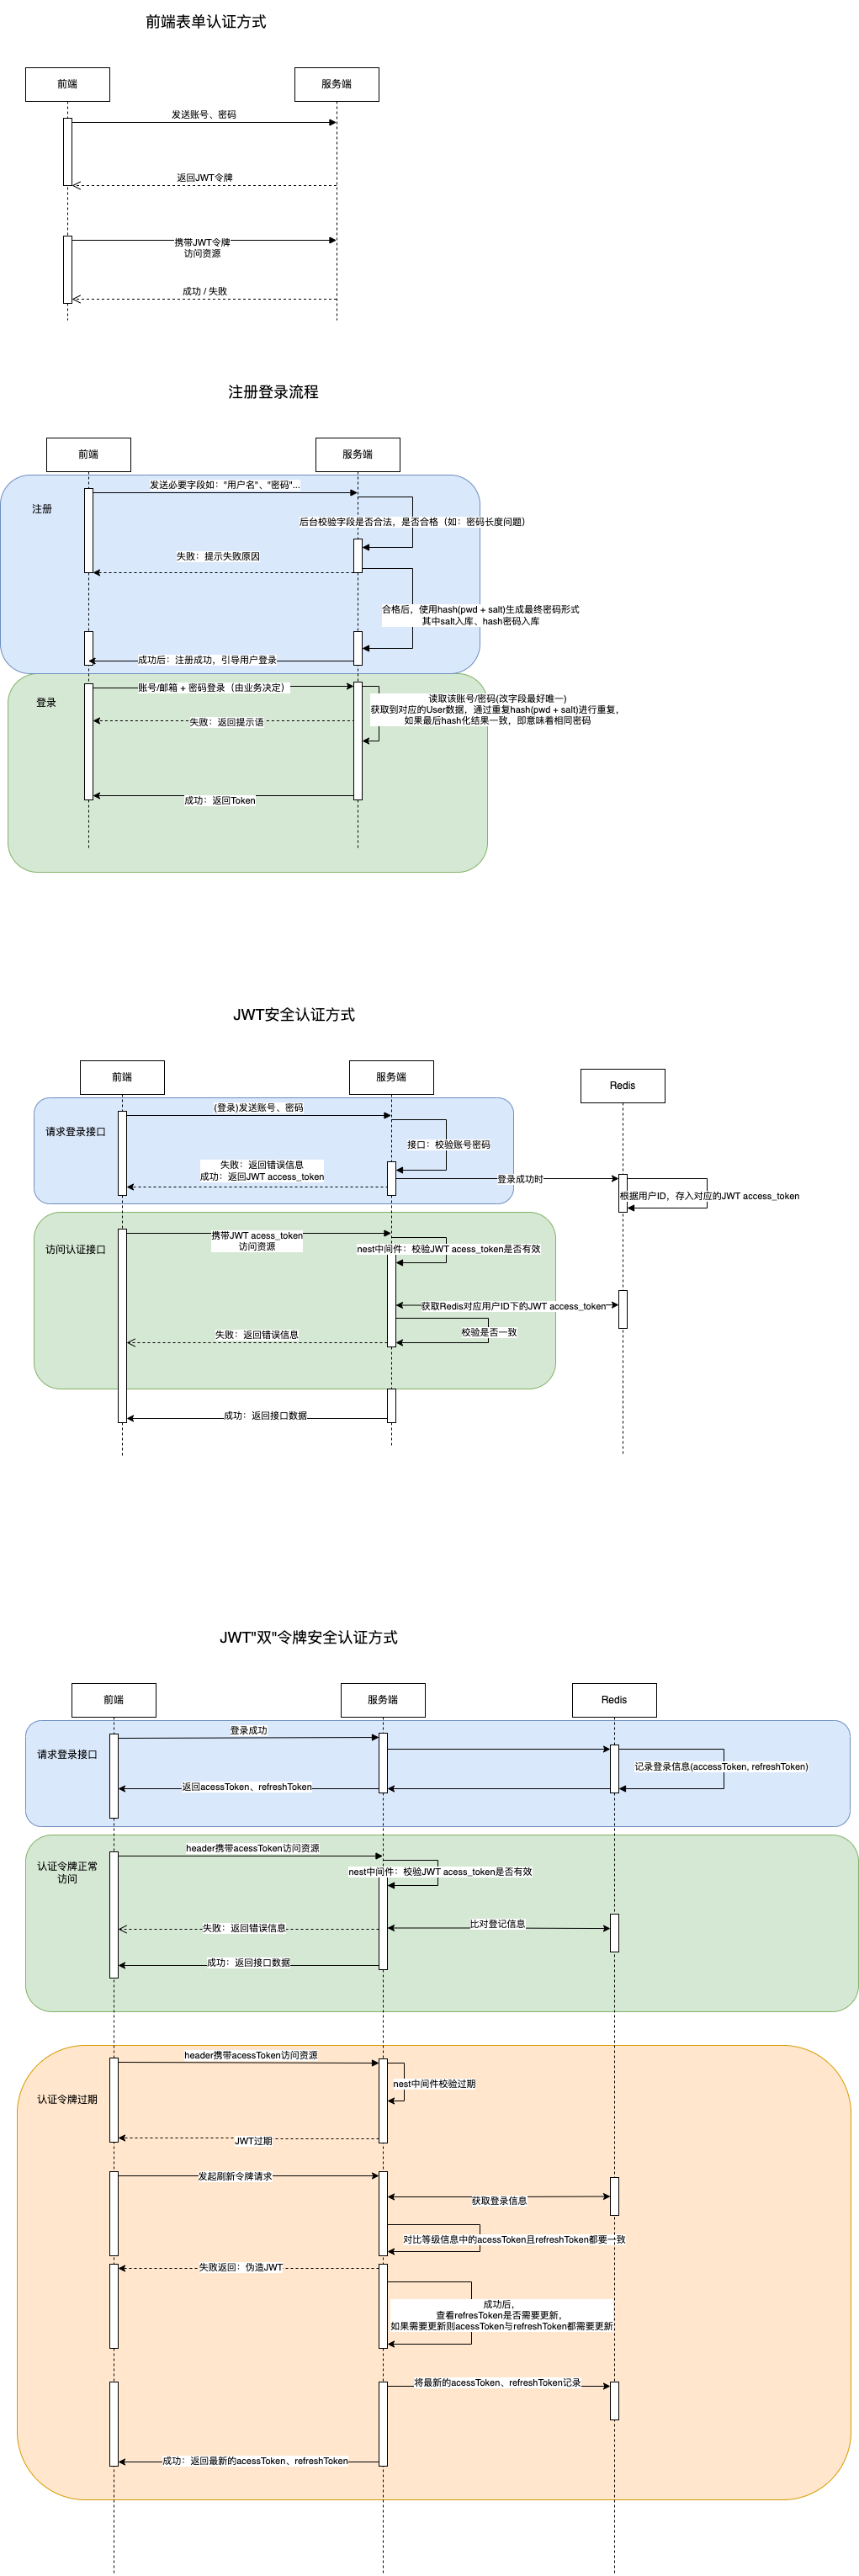 前端表单认证方式
前端
服务端
发送账号、密码
返回JWT令牌
携带JWT令牌
访问资源
成功 / 失败
注册登录流程
前端
服务端
发送必要字段如："用户名"、"密码"...
注册
后台校验字段是否合法，是否合格（如：密码长度问题）
失败：提示失败原因
合格后，使用hash(pwd + salt)生成最终密码形式
其中salt入库、hash密码入库
成功后：注册成功，引导用户登录
账号/邮箱 + 密码登录（由业务决定）
登录
读取该账号/密码(改字段最好唯一)
获取到对应的User数据，通过重复hash(pwd + salt)进行重复，
如果最后hash化结果一致，即意味着相同密码
失败：返回提示语
成功：返回Token
JWT安全认证方式
前端
服务端
Redis
(登录)发送账号、密码
请求登录接口
接口：校验账号密码
失败：返回错误信息
成功：返回JWT access_token
登录成功时
根据用户ID，存入对应的JWT access_token
携带JWT acess_token
访问资源
访问认证接口
nest中间件：校验JWT acess_token是否有效
获取Redis对应用户ID下的JWT access_token
校验是否一致
失败：返回错误信息
成功：返回接口数据
JWT"双"令牌安全认证方式
前端
服务端
Redis
登录成功
请求登录接口
记录登录信息(accessToken, refreshToken)
返回acessToken、refreshToken
header携带acessToken访问资源
认证令牌正常
访问
nest中间件：校验JWT acess_token是否有效
比对登记信息
失败：返回错误信息
成功：返回接口数据
header携带acessToken访问资源
nest中间件校验过期
认证令牌过期
JWT过期
发起刷新令牌请求
获取登录信息
对比等级信息中的acessToken且refreshToken都要一致
失败返回：伪造JWT
成功后，
查看refresToken是否需要更新，
如果需要更新则acessToken与refreshToken都需要更新
将最新的acessToken、refreshToken记录
成功：返回最新的acessToken、refreshToken